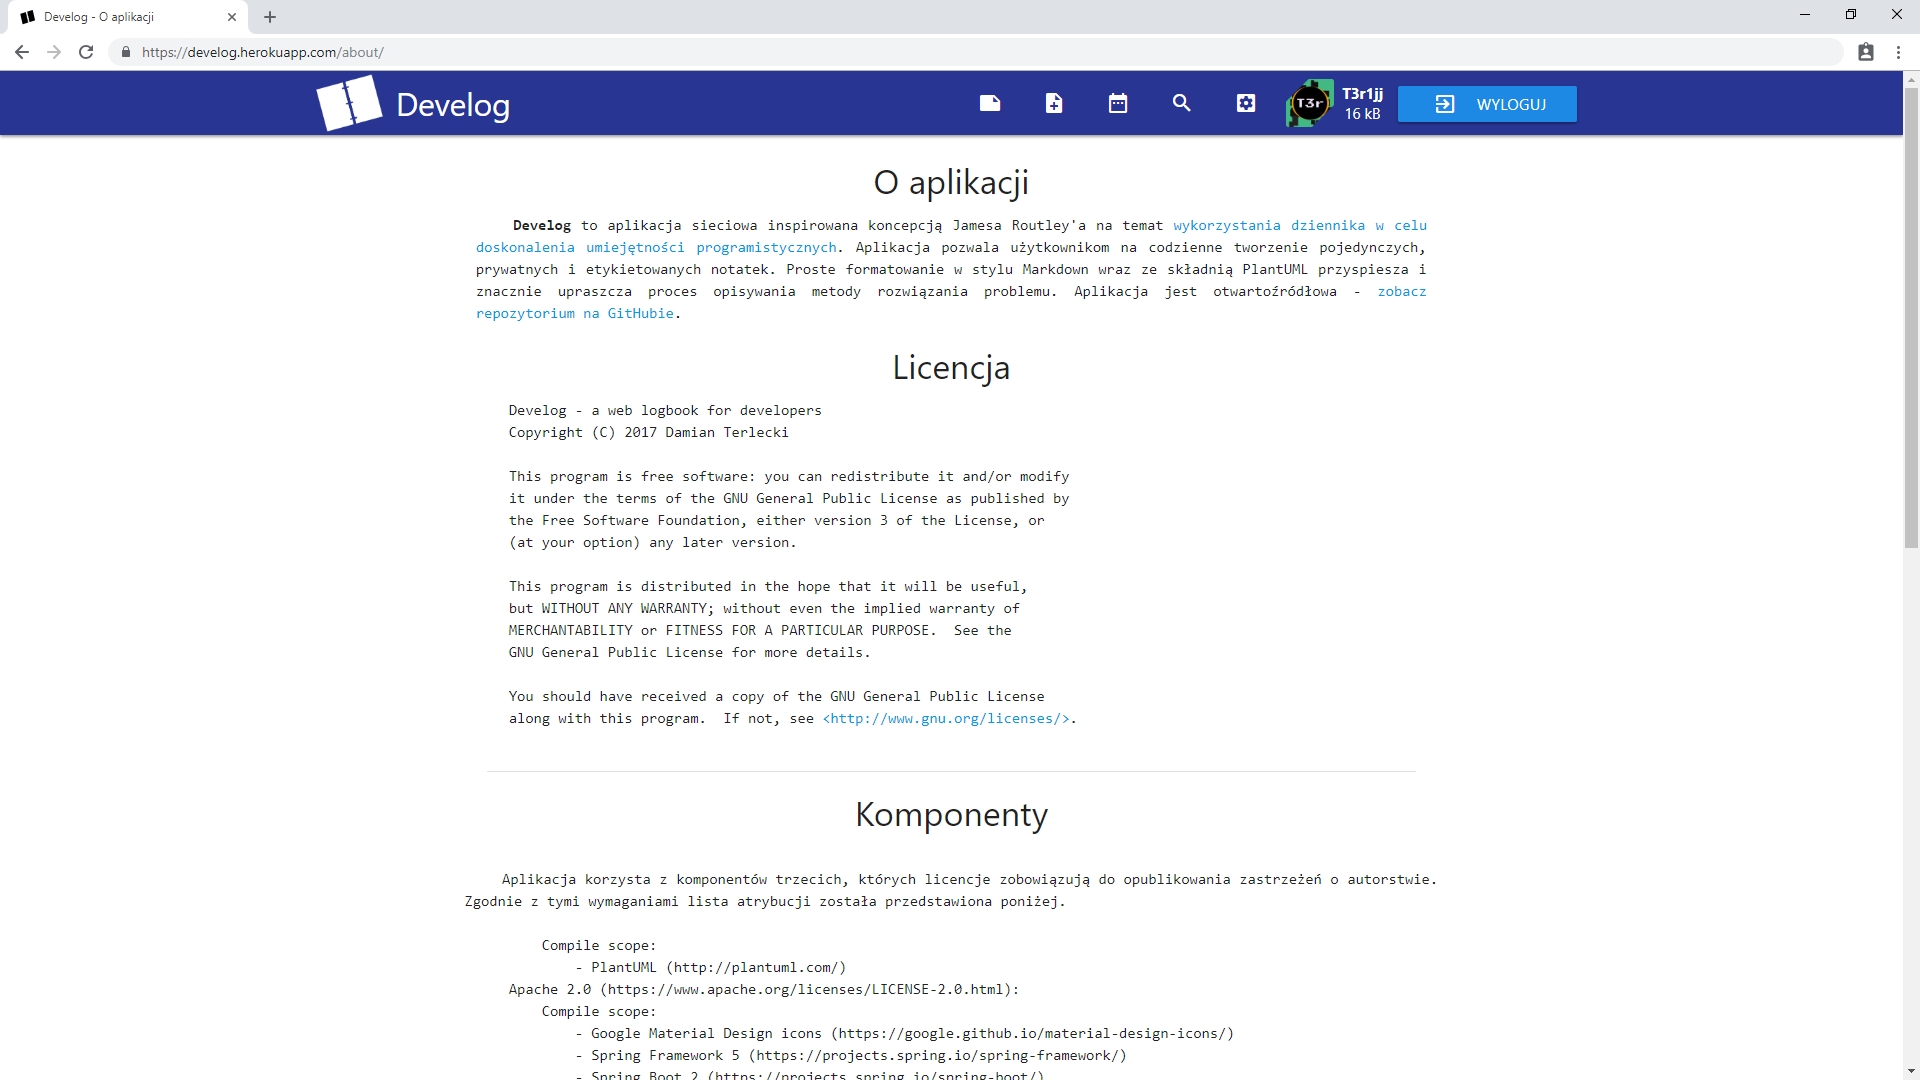 Develog - O aplikacji
https://develog.herokuapp.com/about/
Develog
T3r
T3r1jj
16 kB
WYLOGUJ
O aplikacji
Develog to aplikacja sieciowa inspirowana koncepcją Jamesa Routley'a na temat wykorzystania dziennika w celu
doskonalenia umiejętności programistycznych. Aplikacja pozwala użytkownikom na codzienne tworzenie pojedynczych,
prywatnych i etykietowanych notatek. Proste formatowanie w stylu Markdown wraz ze składnią PlantUML przyspiesza i
znacznie upraszcza proces opisywania metody rozwiązania problemu. Aplikacja jest otwartoźródłowa - zobacz
repozytorium na GitHubie.
Licencja
Develog - a web logbook for developers
Copyright (C) 2017 Damian Terlecki
This program is free software: you can redistribute it and/or modify
it under the terms of the GNU General Public License as published by
the Free Software Foundation, either version 3 of the License, or
(at your option) any later version.
This program is distributed in the hope that it will be useful,
but WITHOUT ANY WARRANTY; without even the implied warranty of
MERCHANTABILITY or FITNESS FOR A PARTICULAR PURPOSE.  See the
GNU General Public License for more details.
You should have received a copy of the GNU General Public License
along with this program.  If not, see <http://www.gnu.org/licenses/>.
Komponenty
Aplikacja korzysta z komponentów trzecich, których licencje zobowiązują do opublikowania zastrzeżeń o autorstwie.
Zgodnie z tymi wymaganiami lista atrybucji została przedstawiona poniżej.
Compile scope:
- PlantUML (http://plantuml.com/)
Apache 2.0 (https://www.apache.org/licenses/LICENSE-2.0.html):
Compile scope:
- Google Material Design icons (https://google.github.io/material-design-icons/)
- Spring Framework 5 (https://projects.spring.io/spring-framework/)
- Spring Boot 2 (https://projects.spring.io/spring-boot/)